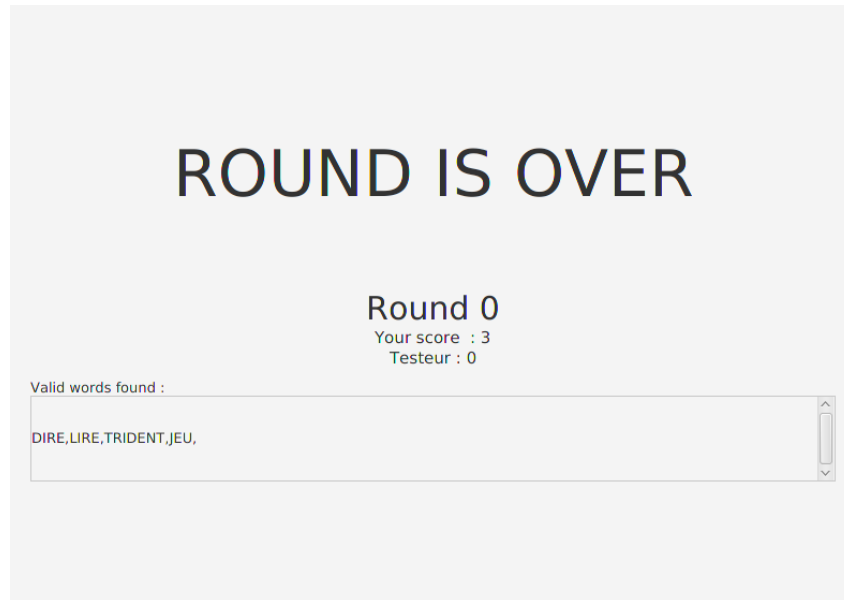 ROUND IS OVER
Round 0
Your score : 3
Testeur : 0
Valid words found :
DIRE,LIRE,TRIDENT,JEU,